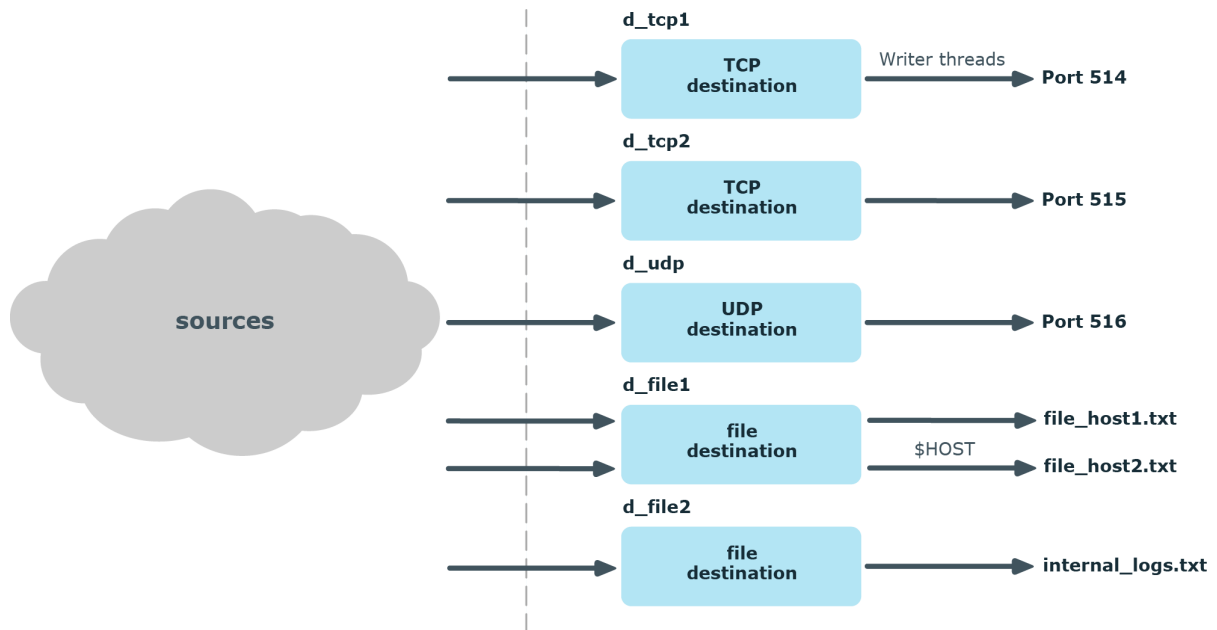 d_tcp1
TCP
destination
Writer threads
Port 514
d_tcp2
TCP
destination
Port 515
sources
d_udp
UDP
destination
Port 516
d_file1
file
destination
file_host1.txt
$HOST
file_host2.txt
d_file2
file
destination
internal_logs.txt